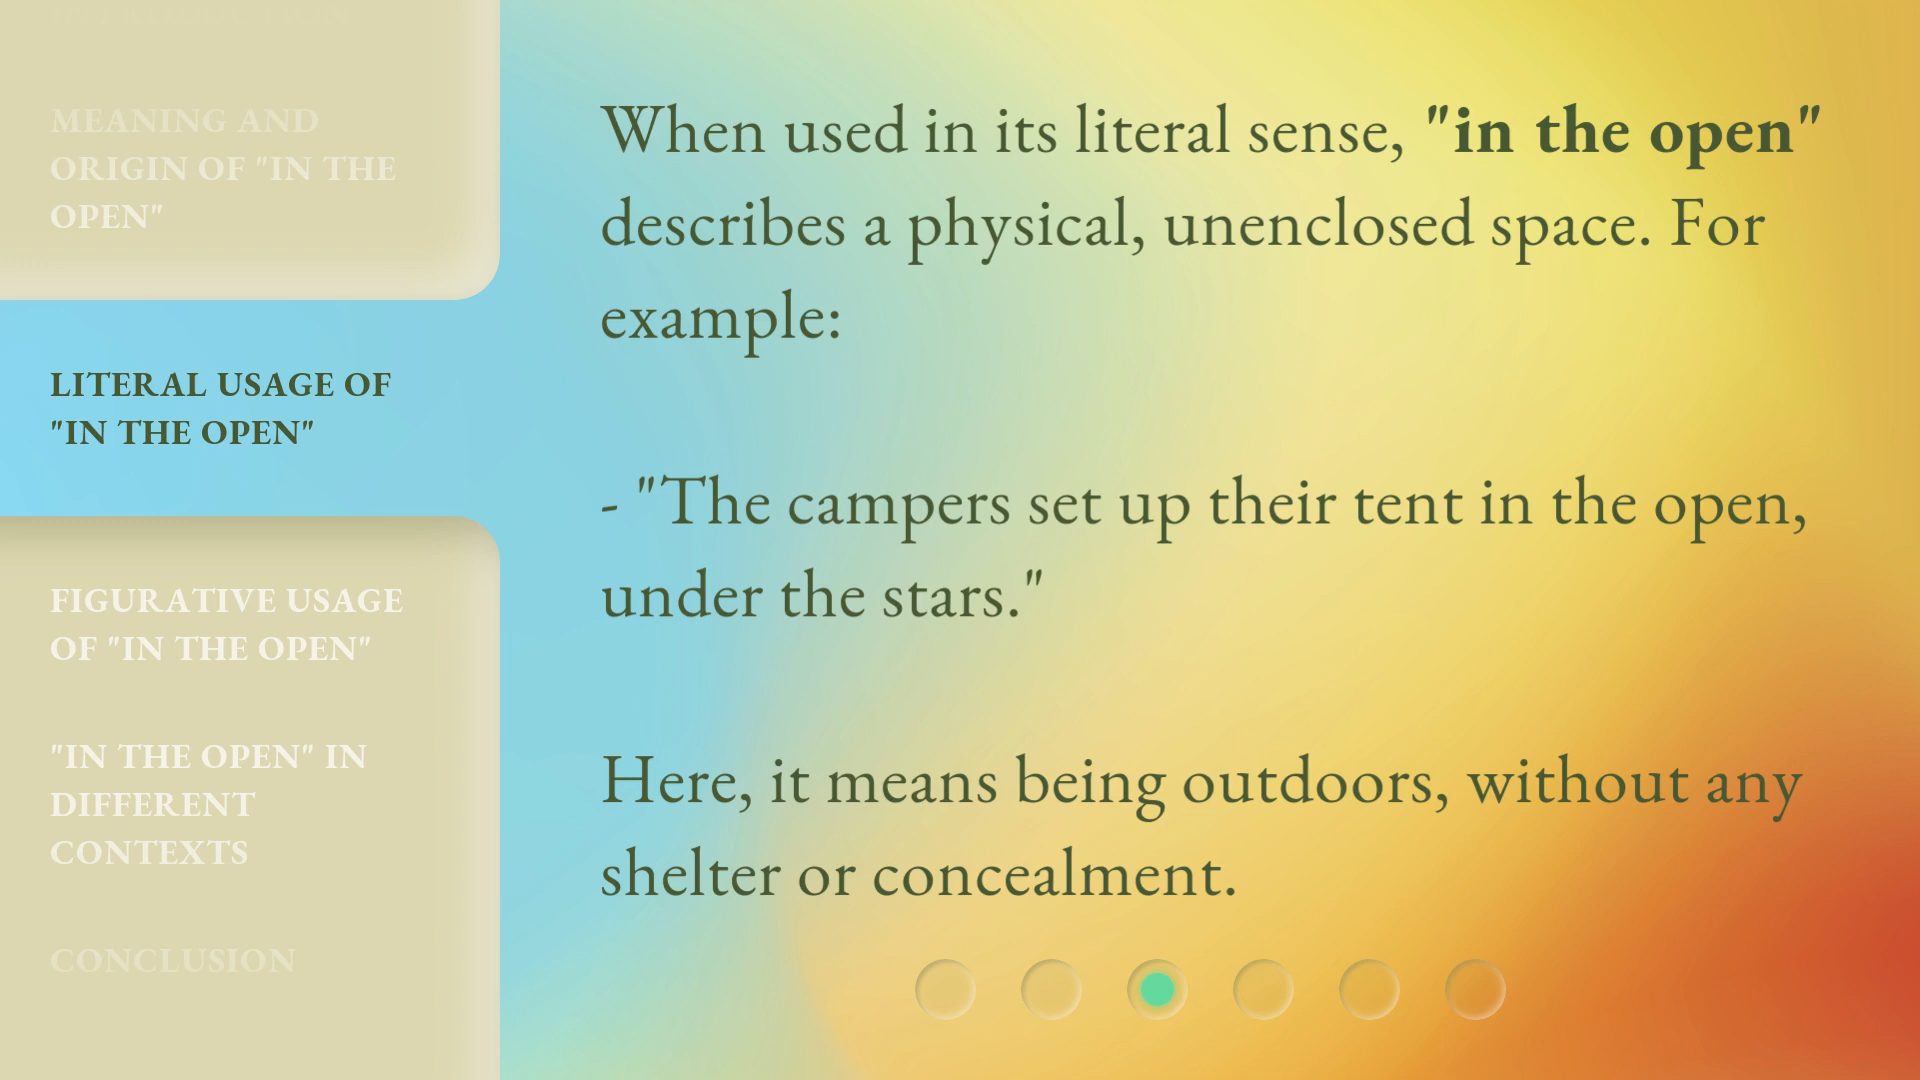 MEANING AND
ORIGIN OF "IN THE
OPEN"
LITERAL USAGE OF
"IN THE OPEN"
FIGURATIVE USAGE
OF "IN THE OPEN"
"IN THE OPEN" IN
DIFFERENT
CONTEXTS
CONCLUSION
When used in its literal sense, "in the open"
describes a physical, unenclosed space. For
example:
- "The campers set up their tent in the open,
under the stars."
Here, it means being outdoors, without any
shelter or concealment.